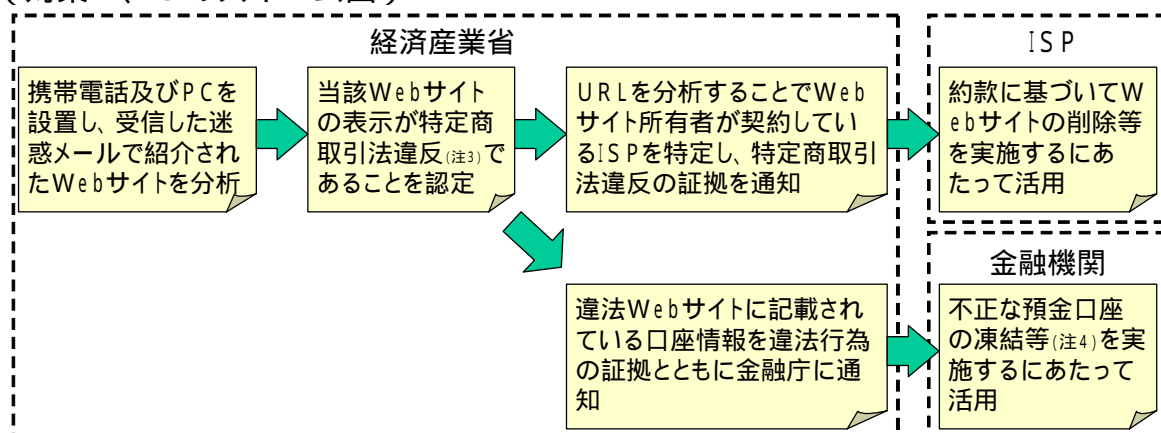 経済産業省
携帯電話及びPCを
設置し、受信した迷
惑メールで紹介され
たWebサイトを分析
当該Webサイト
の表示が特定商
取引法違反(注3)で
あることを認定
URLを分析することでWeb
サイト所有者が契約してい
るISPを特定し、特定商取引
法違反の証拠を通知
違法Webサイトに記載され
ている口座情報を違法行為
の証拠とともに金融庁に通
知
ISP
約款に基づいてW
ebサイトの削除等
を実施するにあ
たって活用
金融機関
不正な預金口座
の凍結等(注4)を実
施するにあたって
活用